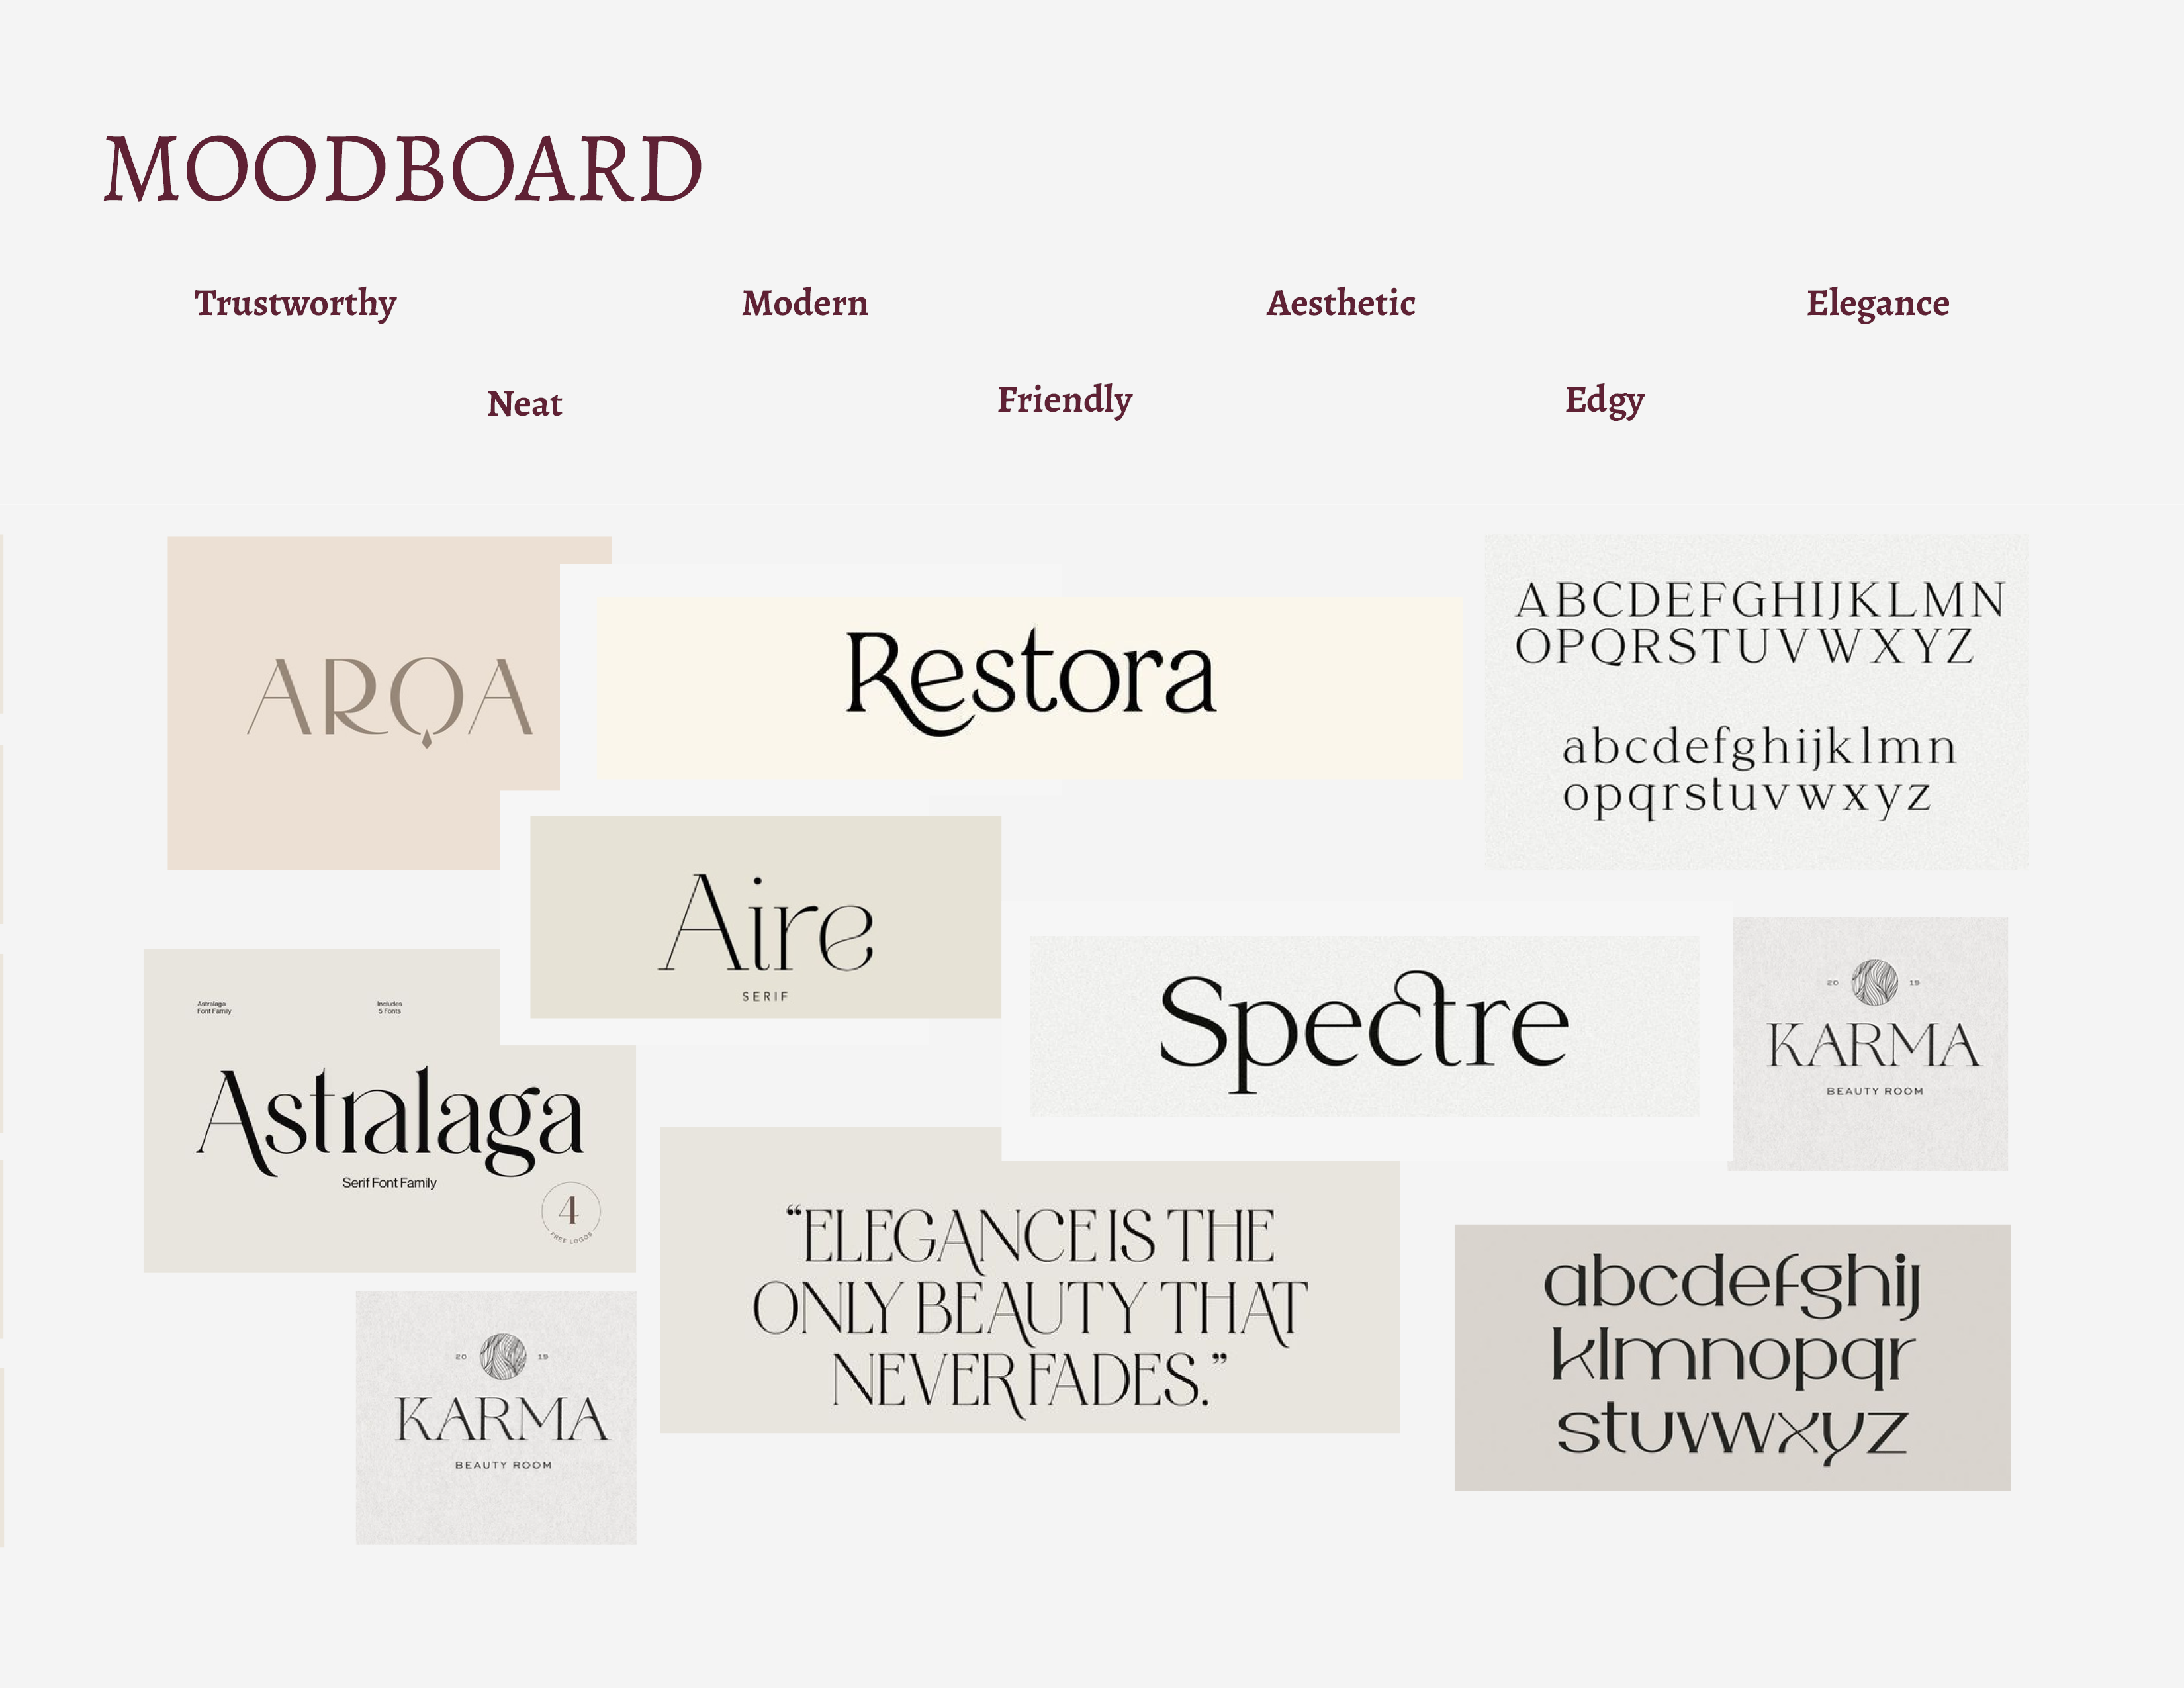 MOODBOARD
Trustworthy
Modern
Aesthetic
Elegance
Neat
Friendly
Edgy
ARQA
Restora
ABCDEFGHIJKLMN
OPQRSTUVWXYZ
abcdefghijklmn
opqrstuvwxyz
Aire
SERIF
Astralaga
Font Family
Includes
5 Fonts
Astralaga
Serif Font Family
4
FREE LOGOS
Spectre
20 19
KARMA
BEAUTY ROOM
“ELEGANCE IS THE
ONLY BEAUTY THAT
NEVER FADES.”
abcdefghij
klmnopqr
stuvwxyz
20 19
KARMA
BEAUTY ROOM